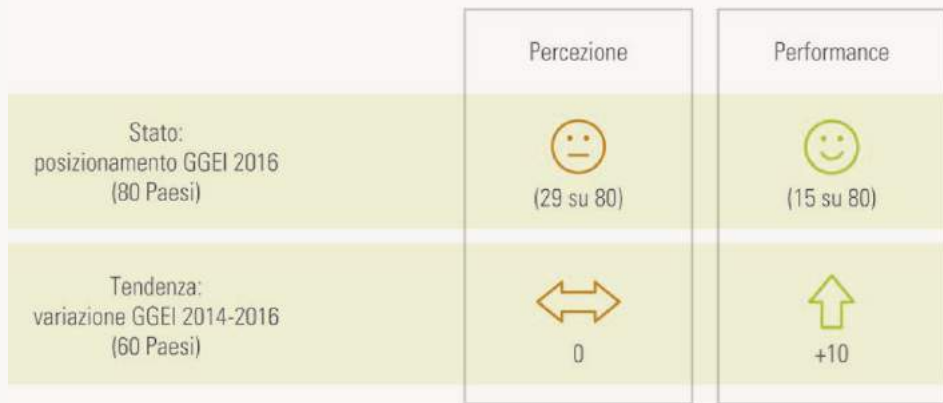 Percezione
Performance
Stato:
posizionamento GGEI 2016
(80 Paesi)
(29 su 80)
(15 su 80)
Tendenza:
variazione GGEI 2014-2016
(60 Paesi)
0
+10